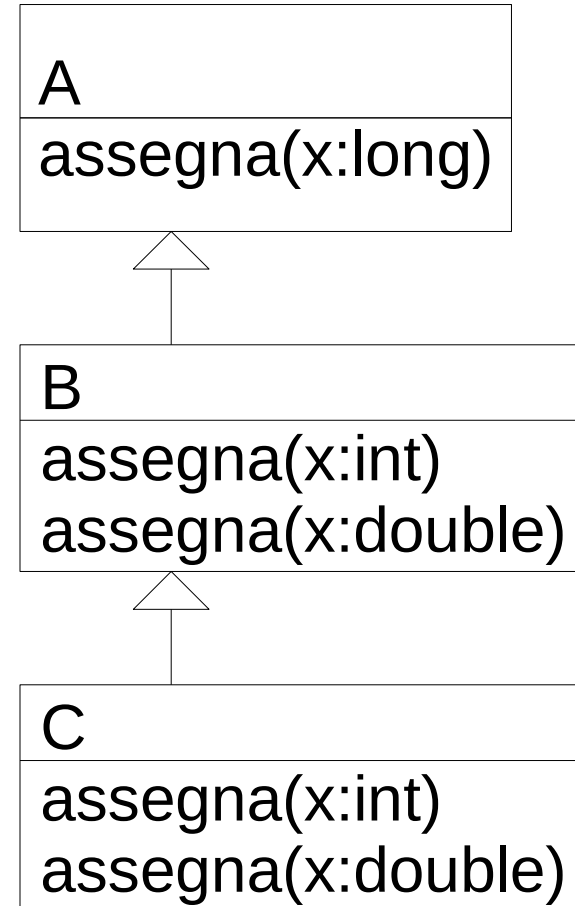 A
assegna(x:long)
B
assegna(x:int)
assegna(x:double)
C
assegna(x:int)
assegna(x:double)